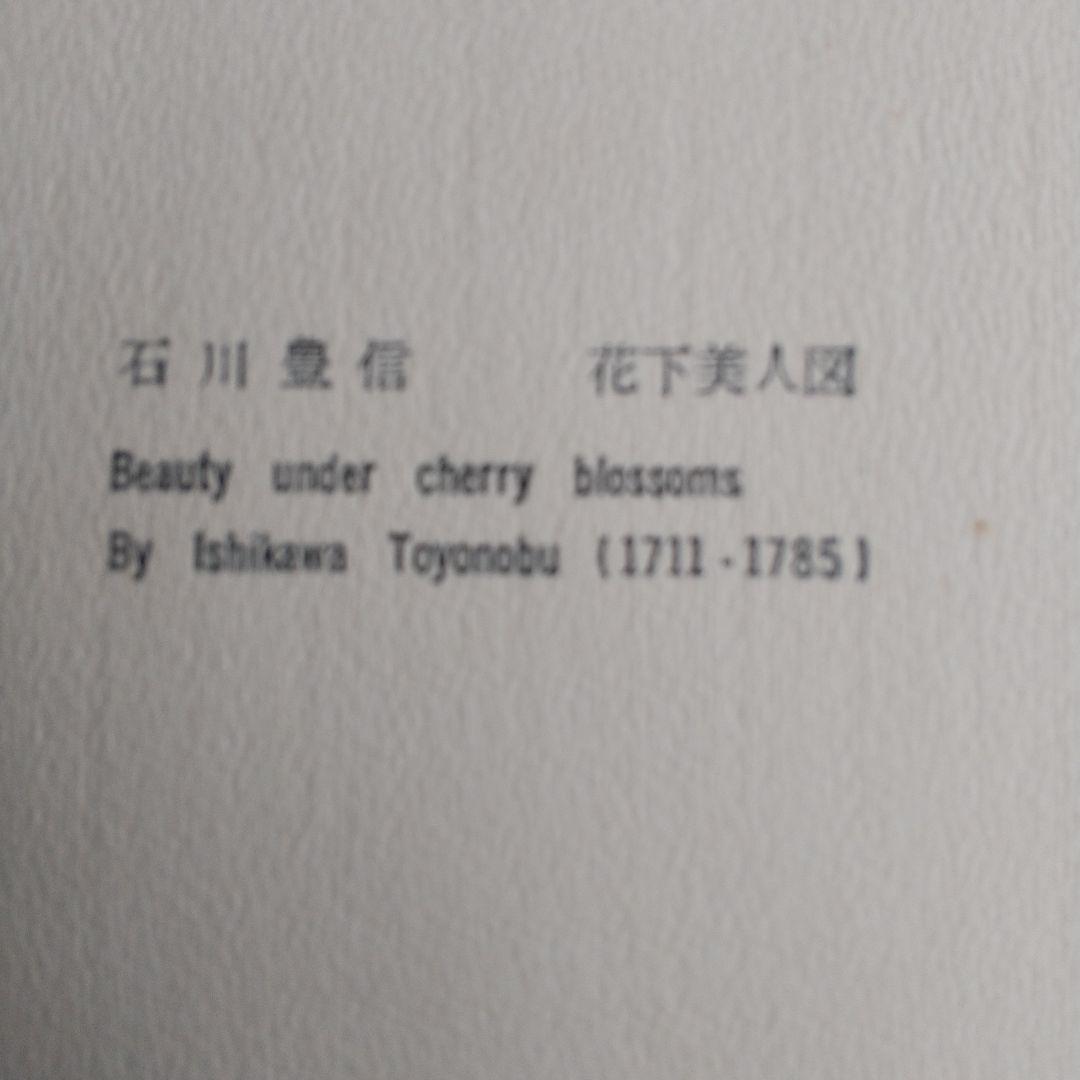 石川豊信 花下美人図
Beauty under cherry blossoms
By Ishikawa Toyonobu (1711-1785)